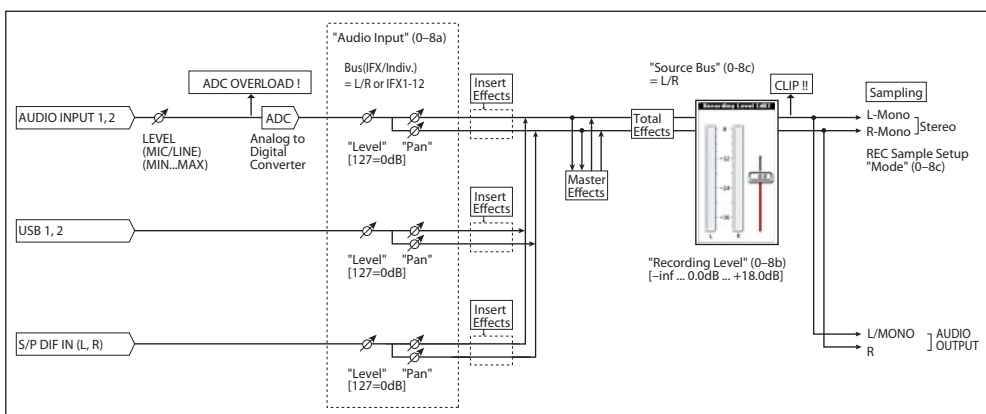 "Audio Input" (0–8a)
Bus(IFX/Indiv.)
= L/R or IFX1-12
ADC OVERLOAD !
Insert
Effects
"Source Bus" (0-8c)
= L/R
CLIP !!
Sampling
Recording Level [dB]
AUDIO INPUT 1, 2
ADC
Total
Effects
L-Mono
R-Mono
Stereo
LEVEL
(MIC/LINE)
(MIN...MAX)
Analog to
Digital
Converter
"Level"
"Pan"
[127=0dB]
Master
Effects
REC Sample Setup
"Mode" (0–8c)
0
-12
-24
-36
L
R
Insert
Effects
USB 1, 2
"Level"
"Pan"
[127=0dB]
"Recording Level" (0–8b)
[–inf ... 0.0dB ... +18.0dB]
Insert
Effects
S/P DIF IN (L, R)
"Level"
"Pan"
[127=0dB]
L/MONO
R
AUDIO
OUTPUT